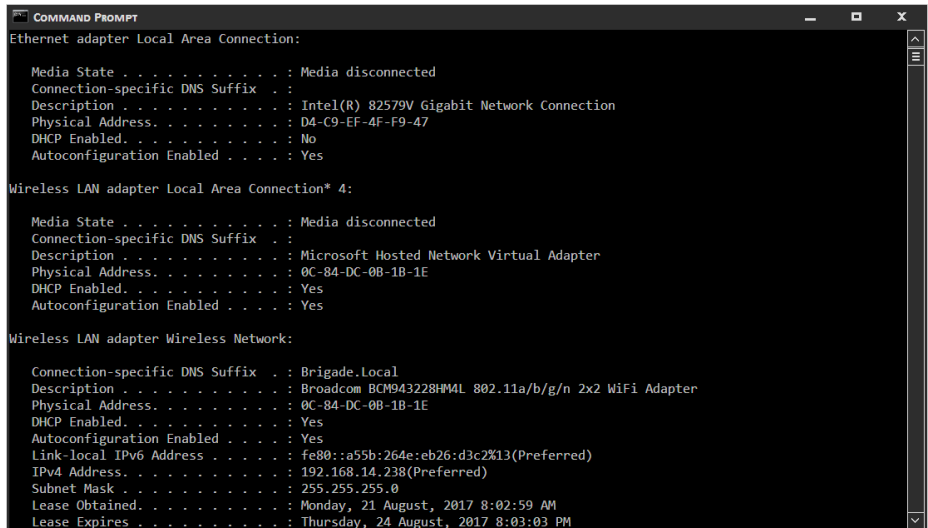 COMMAND PROMPT
Ethernet adapter Local Area Connection:
Media State . . . . . . . . . . . : Media disconnected
Connection-specific DNS Suffix . :
Description . . . . . . . . . . . : Intel(R) 82579V Gigabit Network Connection
Physical Address. . . . . . . . . : D4-C9-EF-4F-F9-47
DHCP Enabled. . . . . . . . . . . : No
Autoconfiguration Enabled . . . . : Yes
Wireless LAN adapter Local Area Connection* 4:
Media State . . . . . . . . . . . : Media disconnected
Connection-specific DNS Suffix . :
Description . . . . . . . . . . . : Microsoft Hosted Network Virtual Adapter
Physical Address. . . . . . . . . : 0C-84-DC-0B-1B-1E
DHCP Enabled. . . . . . . . . . . : Yes
Autoconfiguration Enabled . . . . : Yes
Wireless LAN adapter Wireless Network:
Connection-specific DNS Suffix . : Brigade.Local
Description . . . . . . . . . . . : Broadcom BCM943228HM4L 802.11a/b/g/n 2x2 WiFi Adapter
Physical Address. . . . . . . . . : 0C-84-DC-0B-1B-1E
DHCP Enabled. . . . . . . . . . . : Yes
Autoconfiguration Enabled . . . . : Yes
Link-local IPv6 Address . . . . . : fe80::a55b:264e:eb26:d3c2%13(Preferred)
IPv4 Address. . . . . . . . . . . : 192.168.14.238(Preferred)
Subnet Mask . . . . . . . . . . . : 255.255.255.0
Lease Obtained. . . . . . . . . . : Monday, 21 August, 2017 8:02:59 AM
Lease Expires . . . . . . . . . . : Thursday, 24 August, 2017 8:03:03 PM